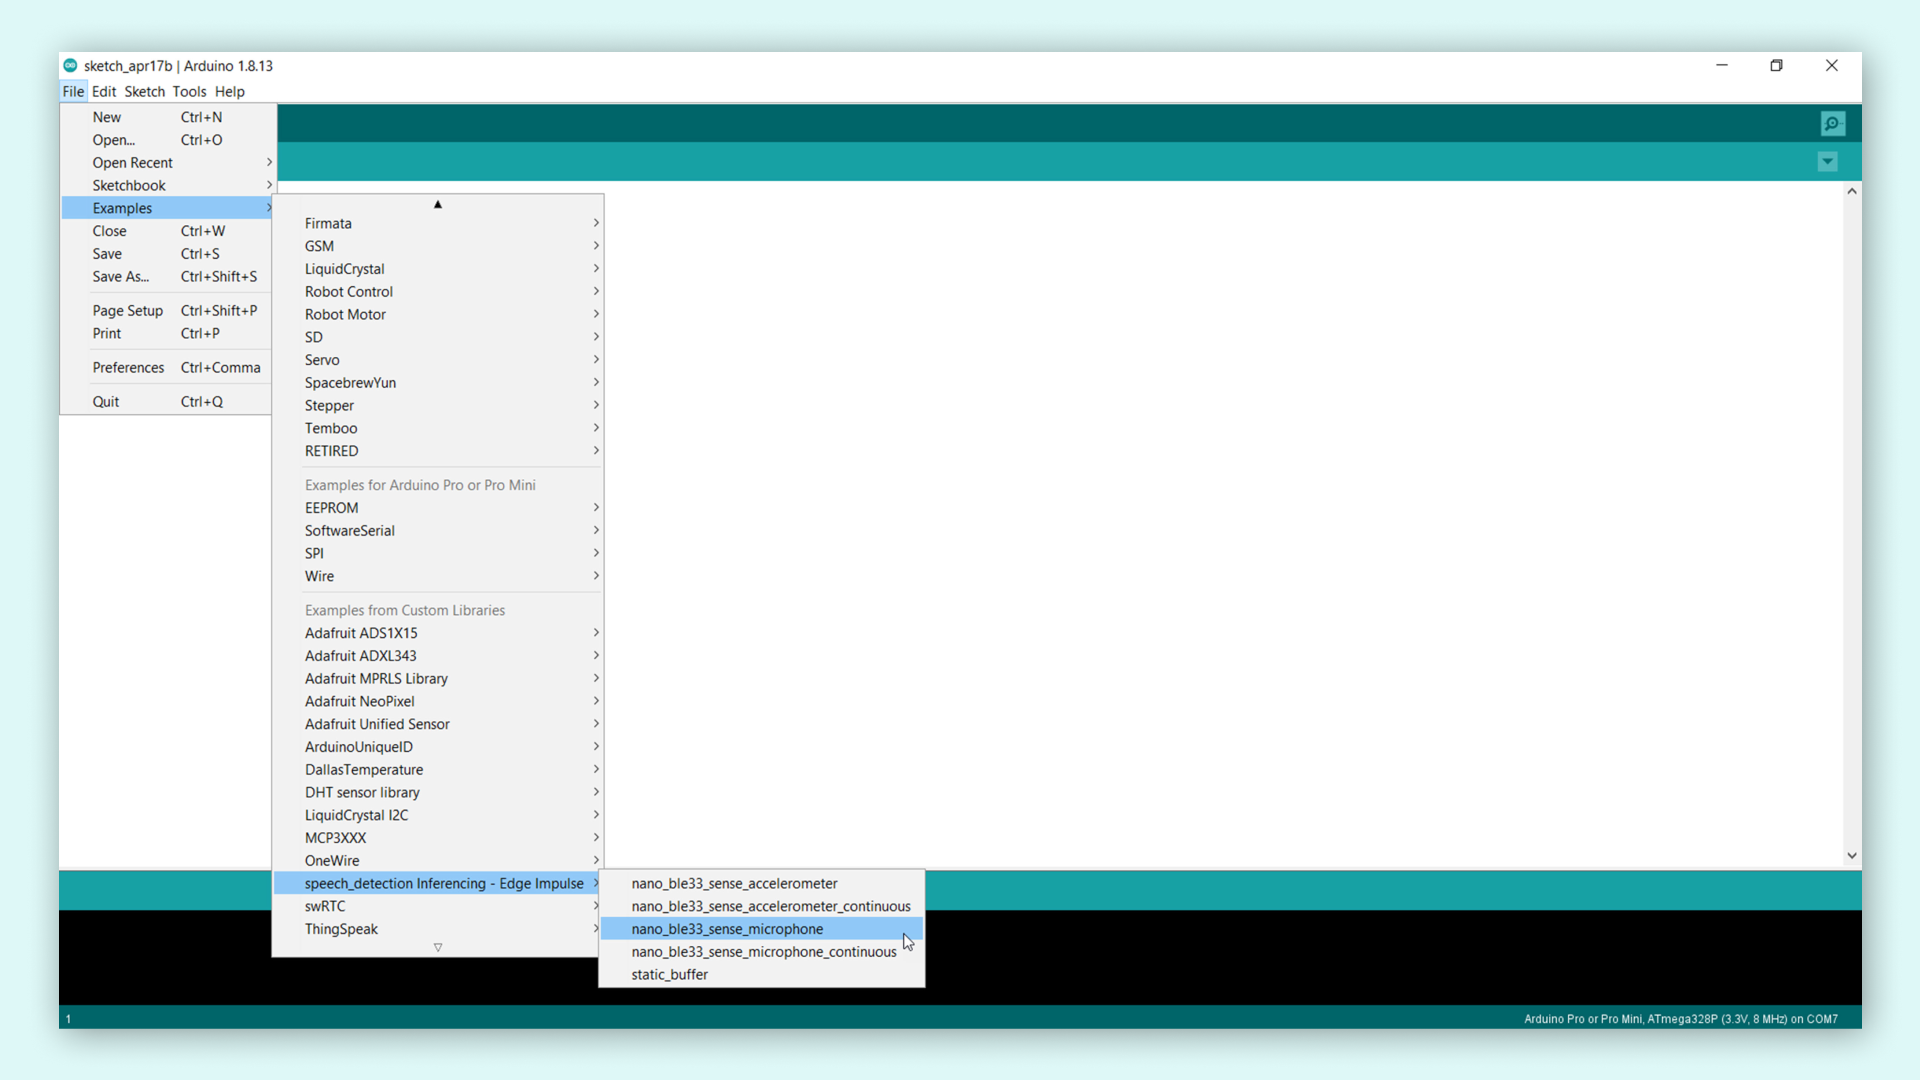 sketch_apr17b | Arduino 1.8.13
File Edit Sketch Tools Help
New Ctrl+N
Open... Ctrl+O
Open Recent
Sketchbook
Examples
Close Ctrl+W
Save Ctrl+S
Save As... Ctrl+Shift+S
Page Setup Ctrl+Shift+P
Print Ctrl+P
Preferences Ctrl+Comma
Quit Ctrl+Q
Firmata
GSM
LiquidCrystal
Robot Control
Robot Motor
SD
Servo
SpacebrewYun
Stepper
Temboo
RETIRED
Examples for Arduino Pro or Pro Mini
EEPROM
SoftwareSerial
SPI
Wire
Examples from Custom Libraries
Adafruit ADS1X15
Adafruit ADXL343
Adafruit MPRLS Library
Adafruit NeoPixel
Adafruit Unified Sensor
ArduinoUniqueID
DallasTemperature
DHT sensor library
LiquidCrystal I2C
MCP3XXX
OneWire
speech_detection Inferencing - Edge Impulse
swRTC
ThingSpeak
nano_ble33_sense_accelerometer
nano_ble33_sense_accelerometer_continuous
nano_ble33_sense_microphone
nano_ble33_sense_microphone_continuous
static_buffer
1
Arduino Pro or Pro Mini, ATmega328P (3.3V, 8 MHz) on COM7